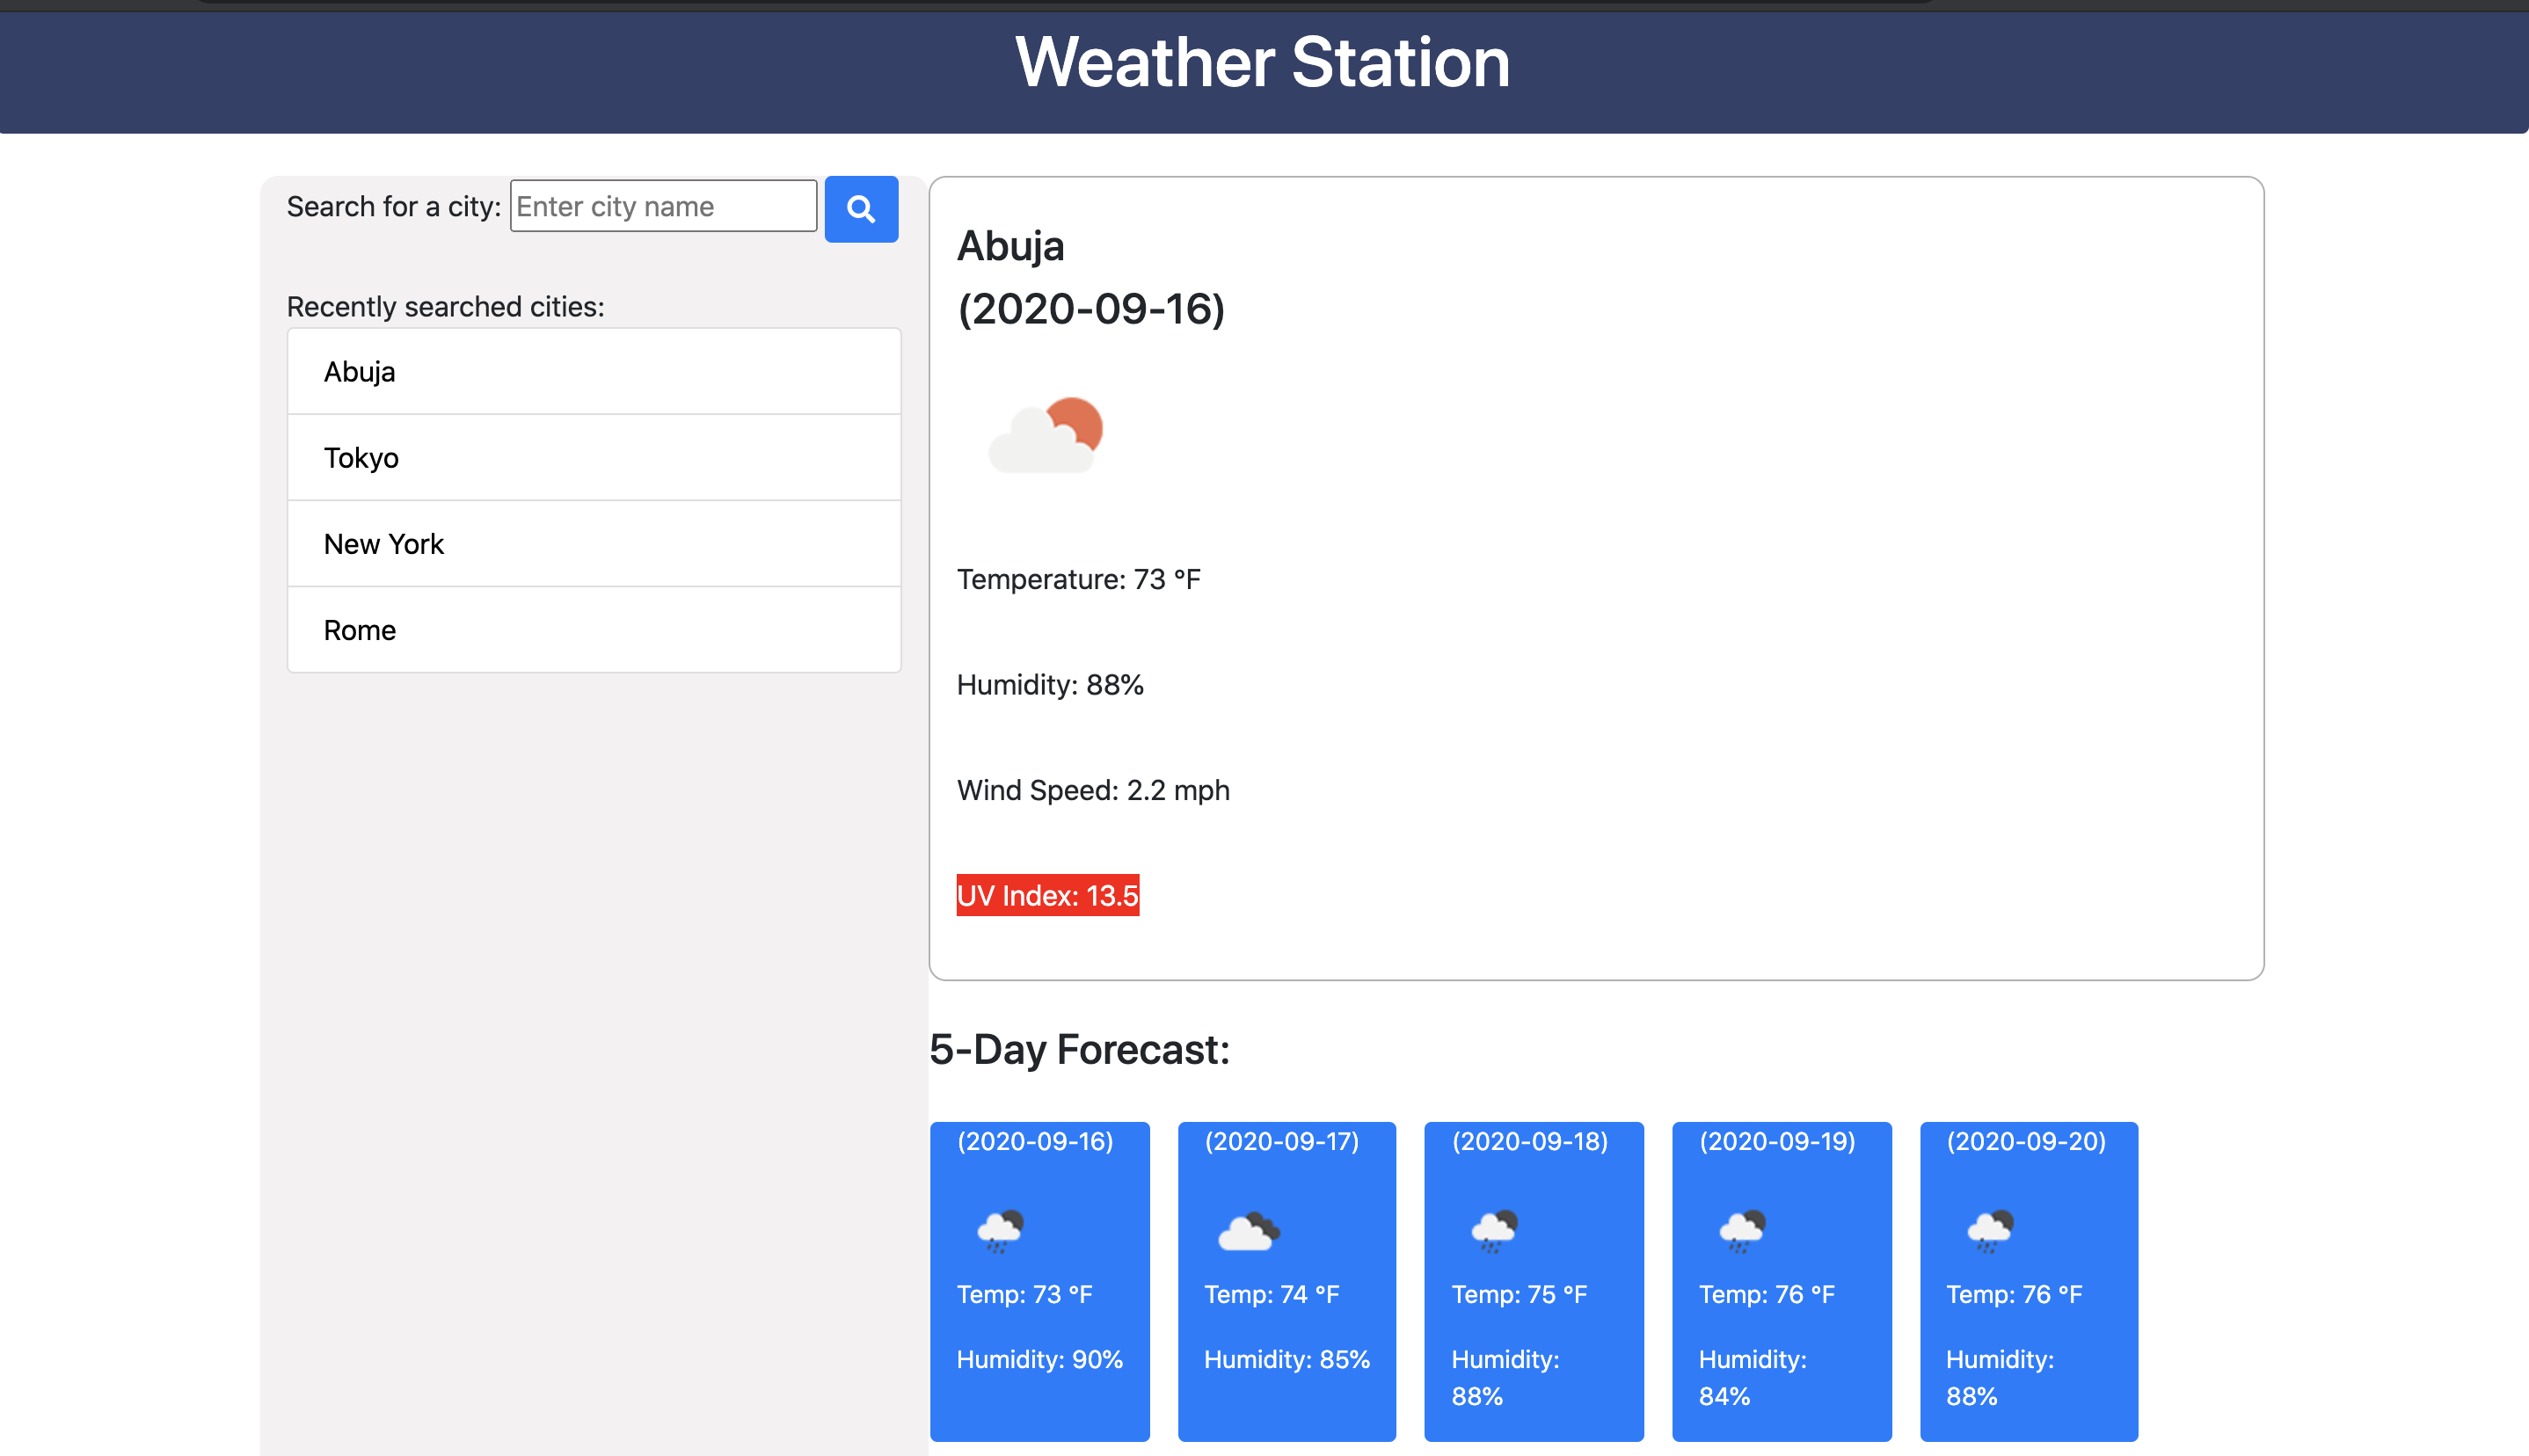 Weather Station
Search for a city: Enter city name
Recently searched cities:
Abuja
Tokyo
New York
Rome
Abuja
(2020-09-16)
Temperature: 73 °F
Humidity: 88%
Wind Speed: 2.2 mph
UV Index: 13.5
5-Day Forecast:
(2020-09-16)
Temp: 73 °F
Humidity: 90%
(2020-09-17)
Temp: 74 °F
Humidity: 85%
(2020-09-18)
Temp: 75 °F
Humidity:
88%
(2020-09-19)
Temp: 76 °F
Humidity:
84%
(2020-09-20)
Temp: 76 °F
Humidity:
88%